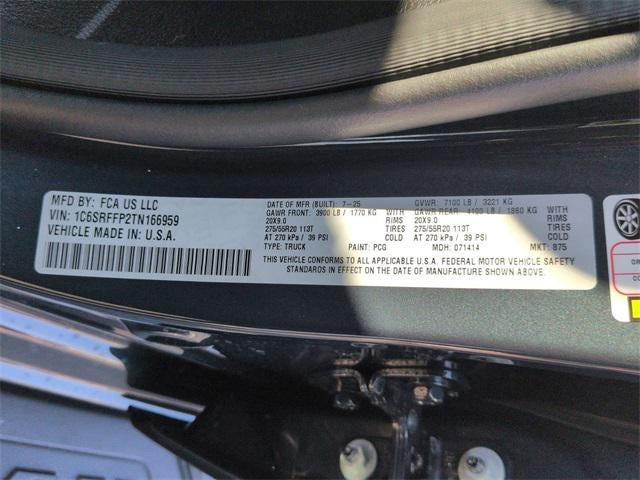 MFD BY: FCA US LLC
VIN: 1C6SRFFP2TN166959
VEHICLE MADE IN: U.S.A.
DATE OF MFR (BUILT): 7-25 GVWR: 7100 LB / 3221 KG
GAWR FRONT: 3900 LB / 1770 KG GAWR REAR: 4100 LB / 1860 KG
20X9.0 RIMS 20X9.0 RIMS
275/55R20 113T TIRES 275/55R20 113T TIRES
AT 270 kPa / 39 PSI COLD AT 270 kPa / 39 PSI COLD
TYPE: TRUCK PAINT: PCG MDH: 071414 MKT: 875
THIS VEHICLE CONFORMS TO ALL APPLICABLE U.S.A. FEDERAL MOTOR VEHICLE SAFETY
STANDARDS IN EFFECT ON THE DATE OF MANUFACTURE SHOWN ABOVE.